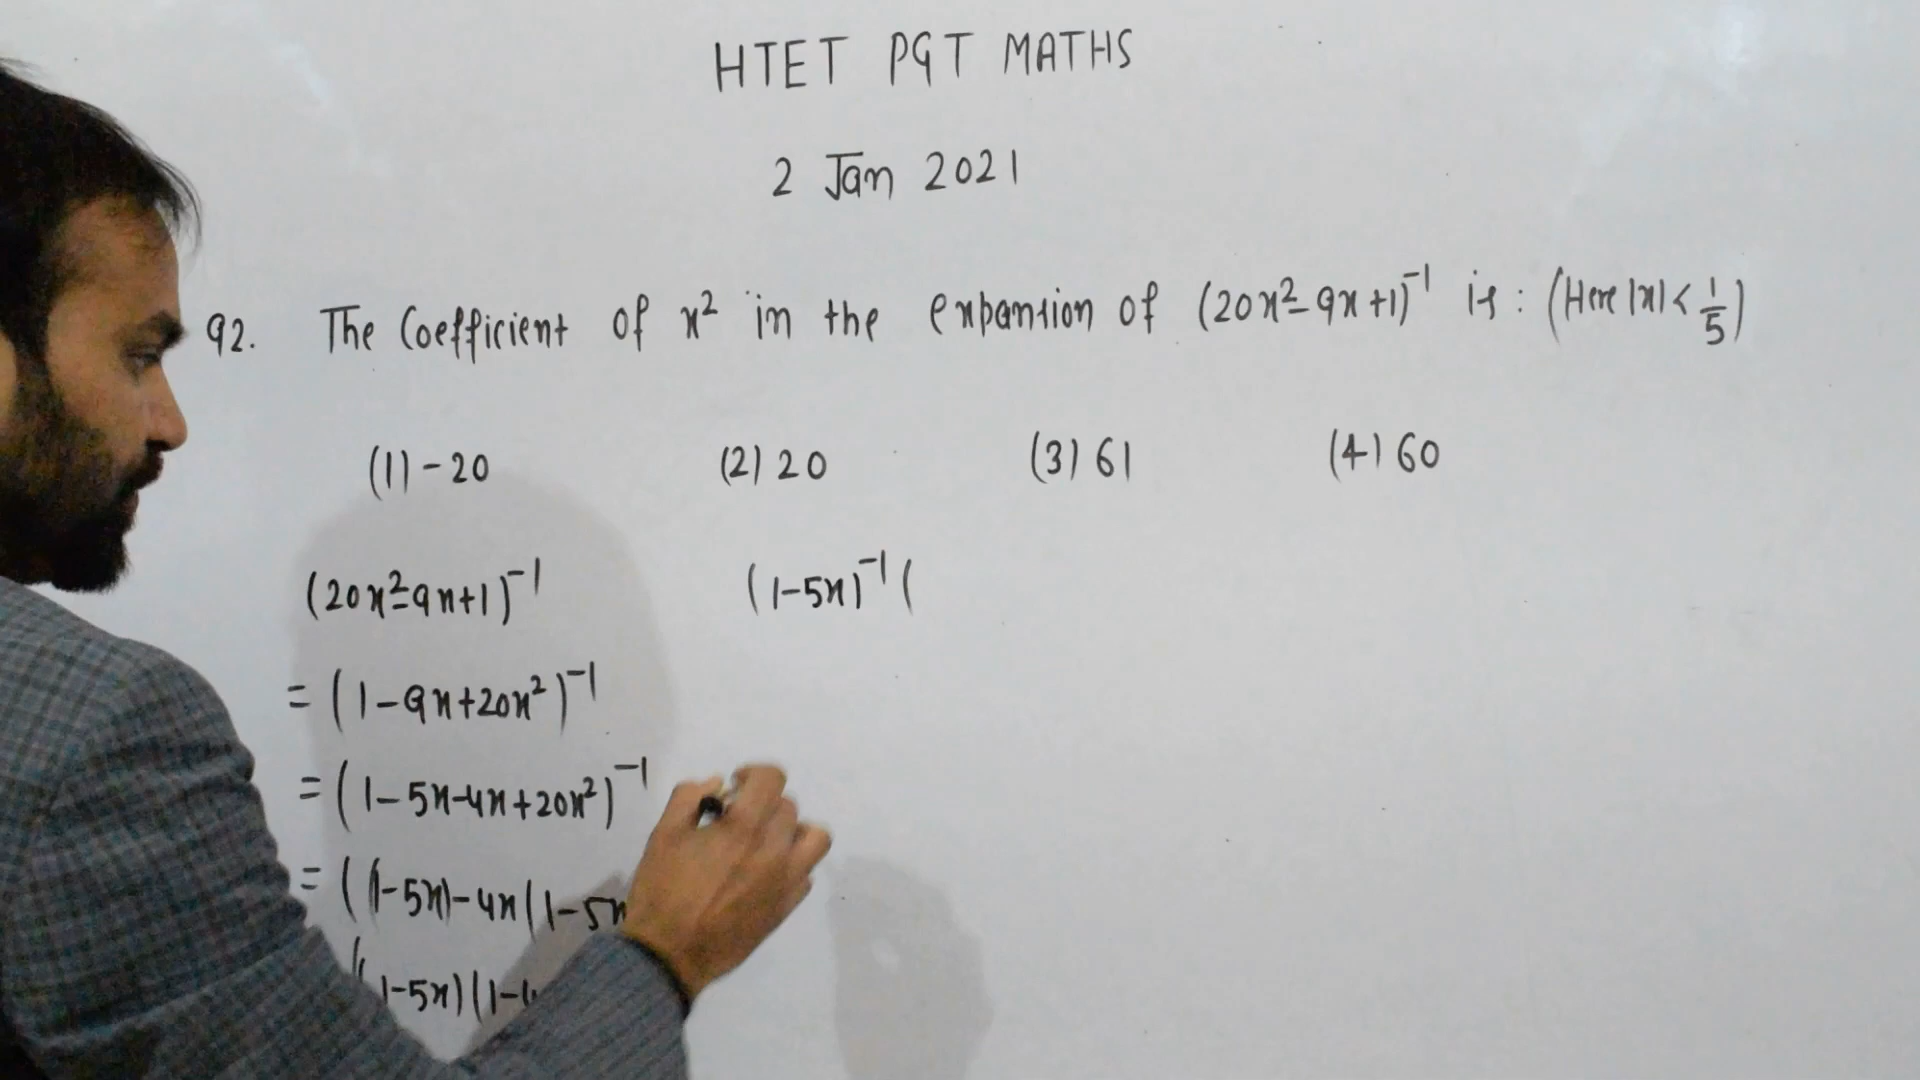 HTET PGT MATHS
2 Jan 2021
92. The Coefficient of x² in the expansion of (20x²-9x+1)⁻¹ is : (Here |x| < 1/5)
(1) -20 (2) 20 (3) 61 (4) 60
(20x²-9x+1)⁻¹ (1-5x)⁻¹ (
= (1-9x+20x²)⁻¹
= (1-5x-4x+20x²)⁻¹
= ((1-5x)-4x(1-5x
((1-5x)(1-4